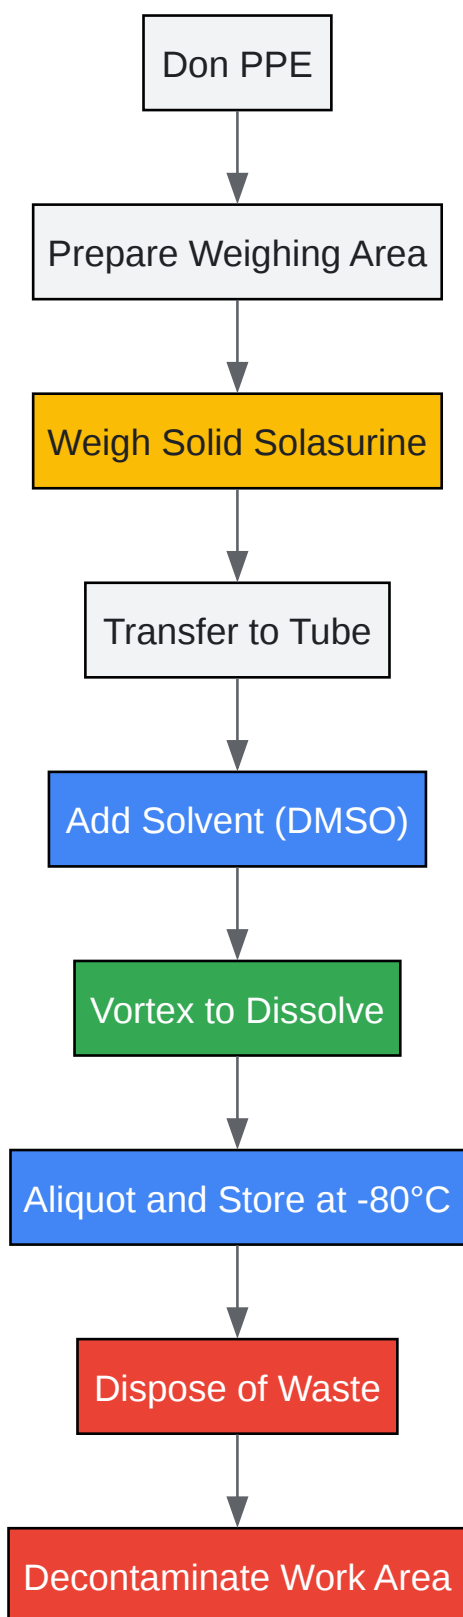 Don PPE
Prepare Weighing Area
Weigh Solid Solasurine
Transfer to Tube
Add Solvent (DMSO)
Vortex to Dissolve
Aliquot and Store at -80°C
Dispose of Waste
Decontaminate Work Area